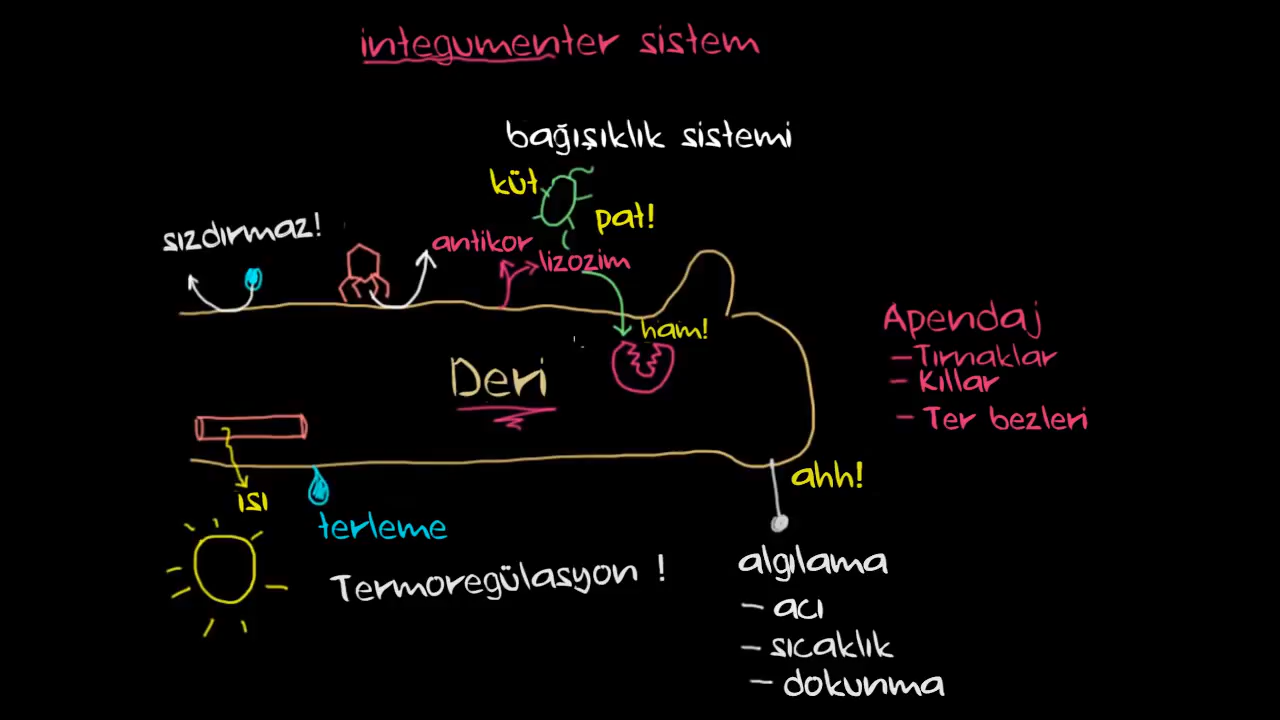 integumenter sistem
bağışıklık sistemi
küt
pat!
sızdırmaz!
antikor
lizozim
ham!
Deri
Apendaj
- Tırnaklar
- Kıllar
- Ter bezleri
ısı
terleme
Termoregülasyon !
ahh!
algılama
- acı
- sıcaklık
- dokunma